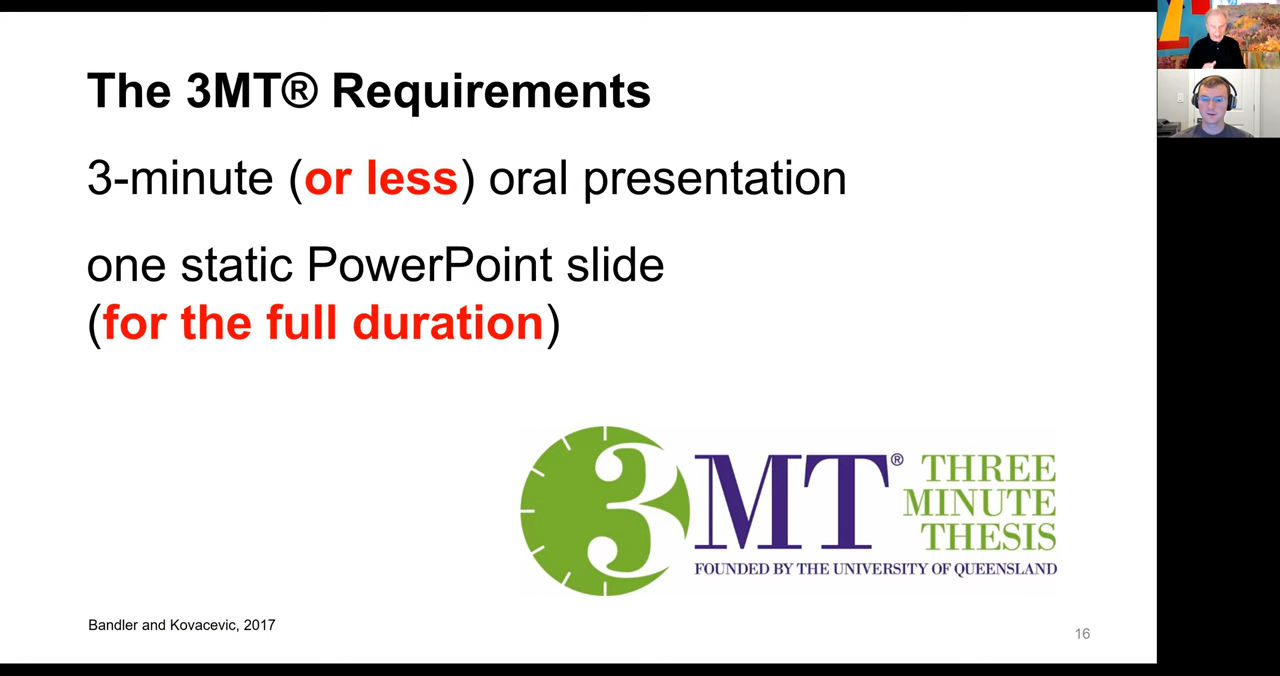 The 3MT® Requirements
3-minute (or less) oral presentation
one static PowerPoint slide
(for the full duration)
3MT® THREE
MINUTE
THESIS
FOUNDED BY THE UNIVERSITY OF QUEENSLAND
Bandler and Kovacevic, 2017
16